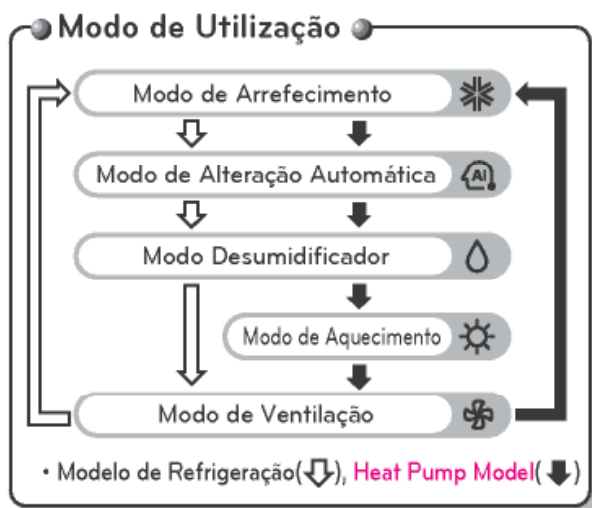 Modo de Utilização
Modo de Arrefecimento
Modo de Alteração Automática
AI
Modo Desumidificador
Modo de Aquecimento
Modo de Ventilação
• Modelo de Refrigeração(⇩), Heat Pump Model(⬇)